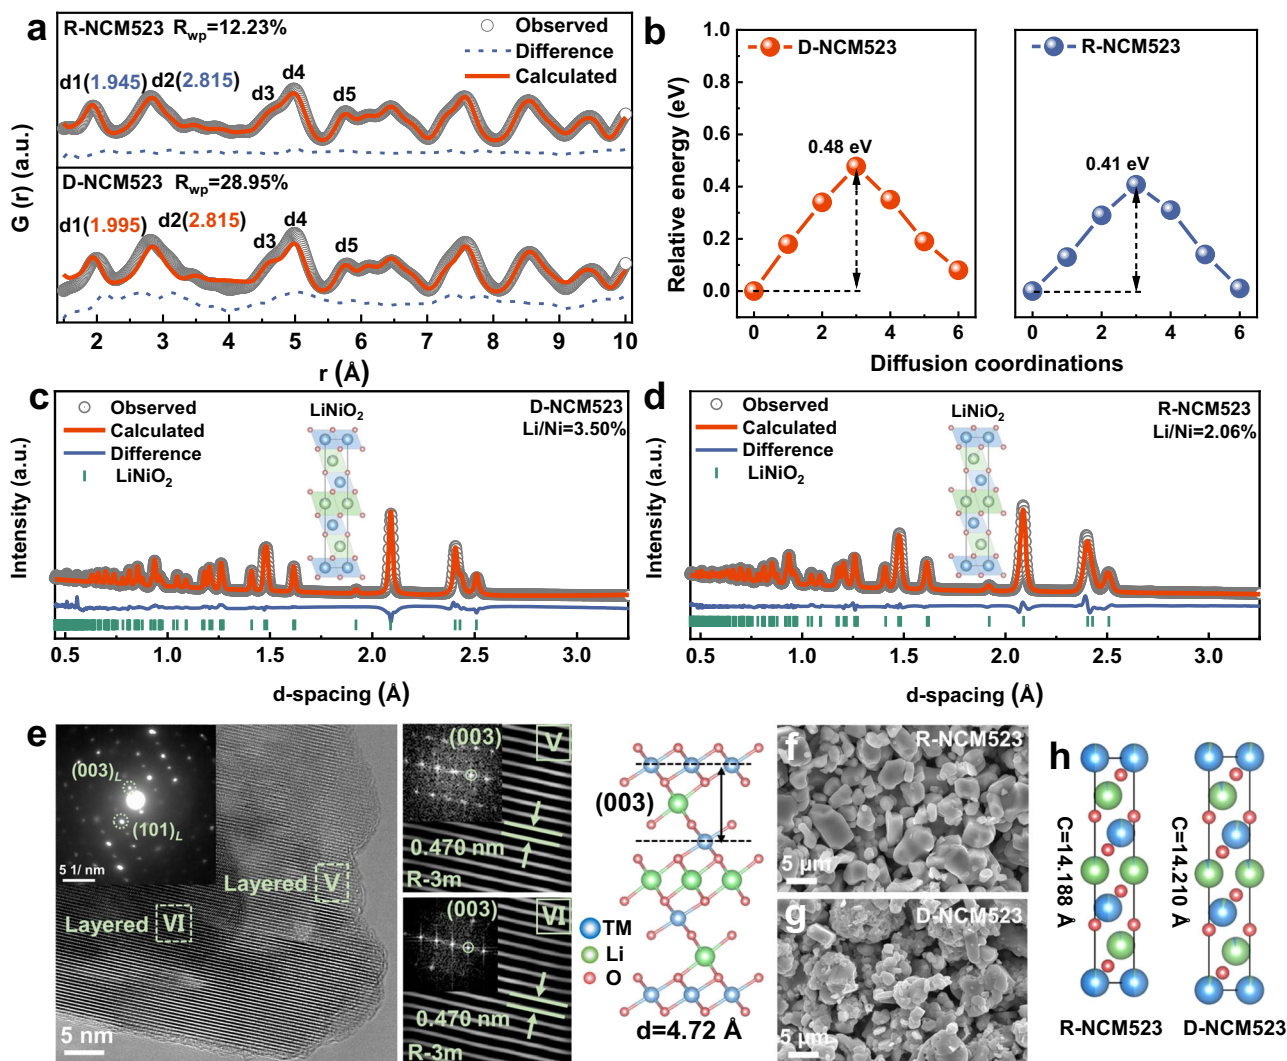 a
R-NCM523 Rwp=12.23%
Observed
Difference
Calculated
d1(1.945) d2(2.815)
d3
d4
d5
D-NCM523 Rwp=28.95%
d1(1.995) d2(2.815)
d3
d4
d5
G (r) (a.u.)
2 3 4 5 6 7 8 9 10
r (Å)
b
D-NCM523
R-NCM523
0.48 eV
0.41 eV
Relative energy (eV)
1.0
0.8
0.6
0.4
0.2
0.0
0 2 4 6
0 2 4 6
Diffusion coordinations
c
Observed
Calculated
Difference
LiNiO2
LiNiO2
D-NCM523
Li/Ni=3.50%
Intensity (a.u.)
0.5 1.0 1.5 2.0 2.5 3.0
d-spacing (Å)
d
Observed
Calculated
Difference
LiNiO2
LiNiO2
R-NCM523
Li/Ni=2.06%
Intensity (a.u.)
0.5 1.0 1.5 2.0 2.5 3.0
d-spacing (Å)
e
(003)L
(101)L
5 1/ nm
Layered V
Layered VI
5 nm
(003)
V
0.470 nm
R-3m
(003)
VI
0.470 nm
R-3m
(003)
TM
Li
O
d=4.72 Å
f
R-NCM523
5 μm
g
D-NCM523
5 μm
h
C=14.188 Å
C=14.210 Å
R-NCM523
D-NCM523